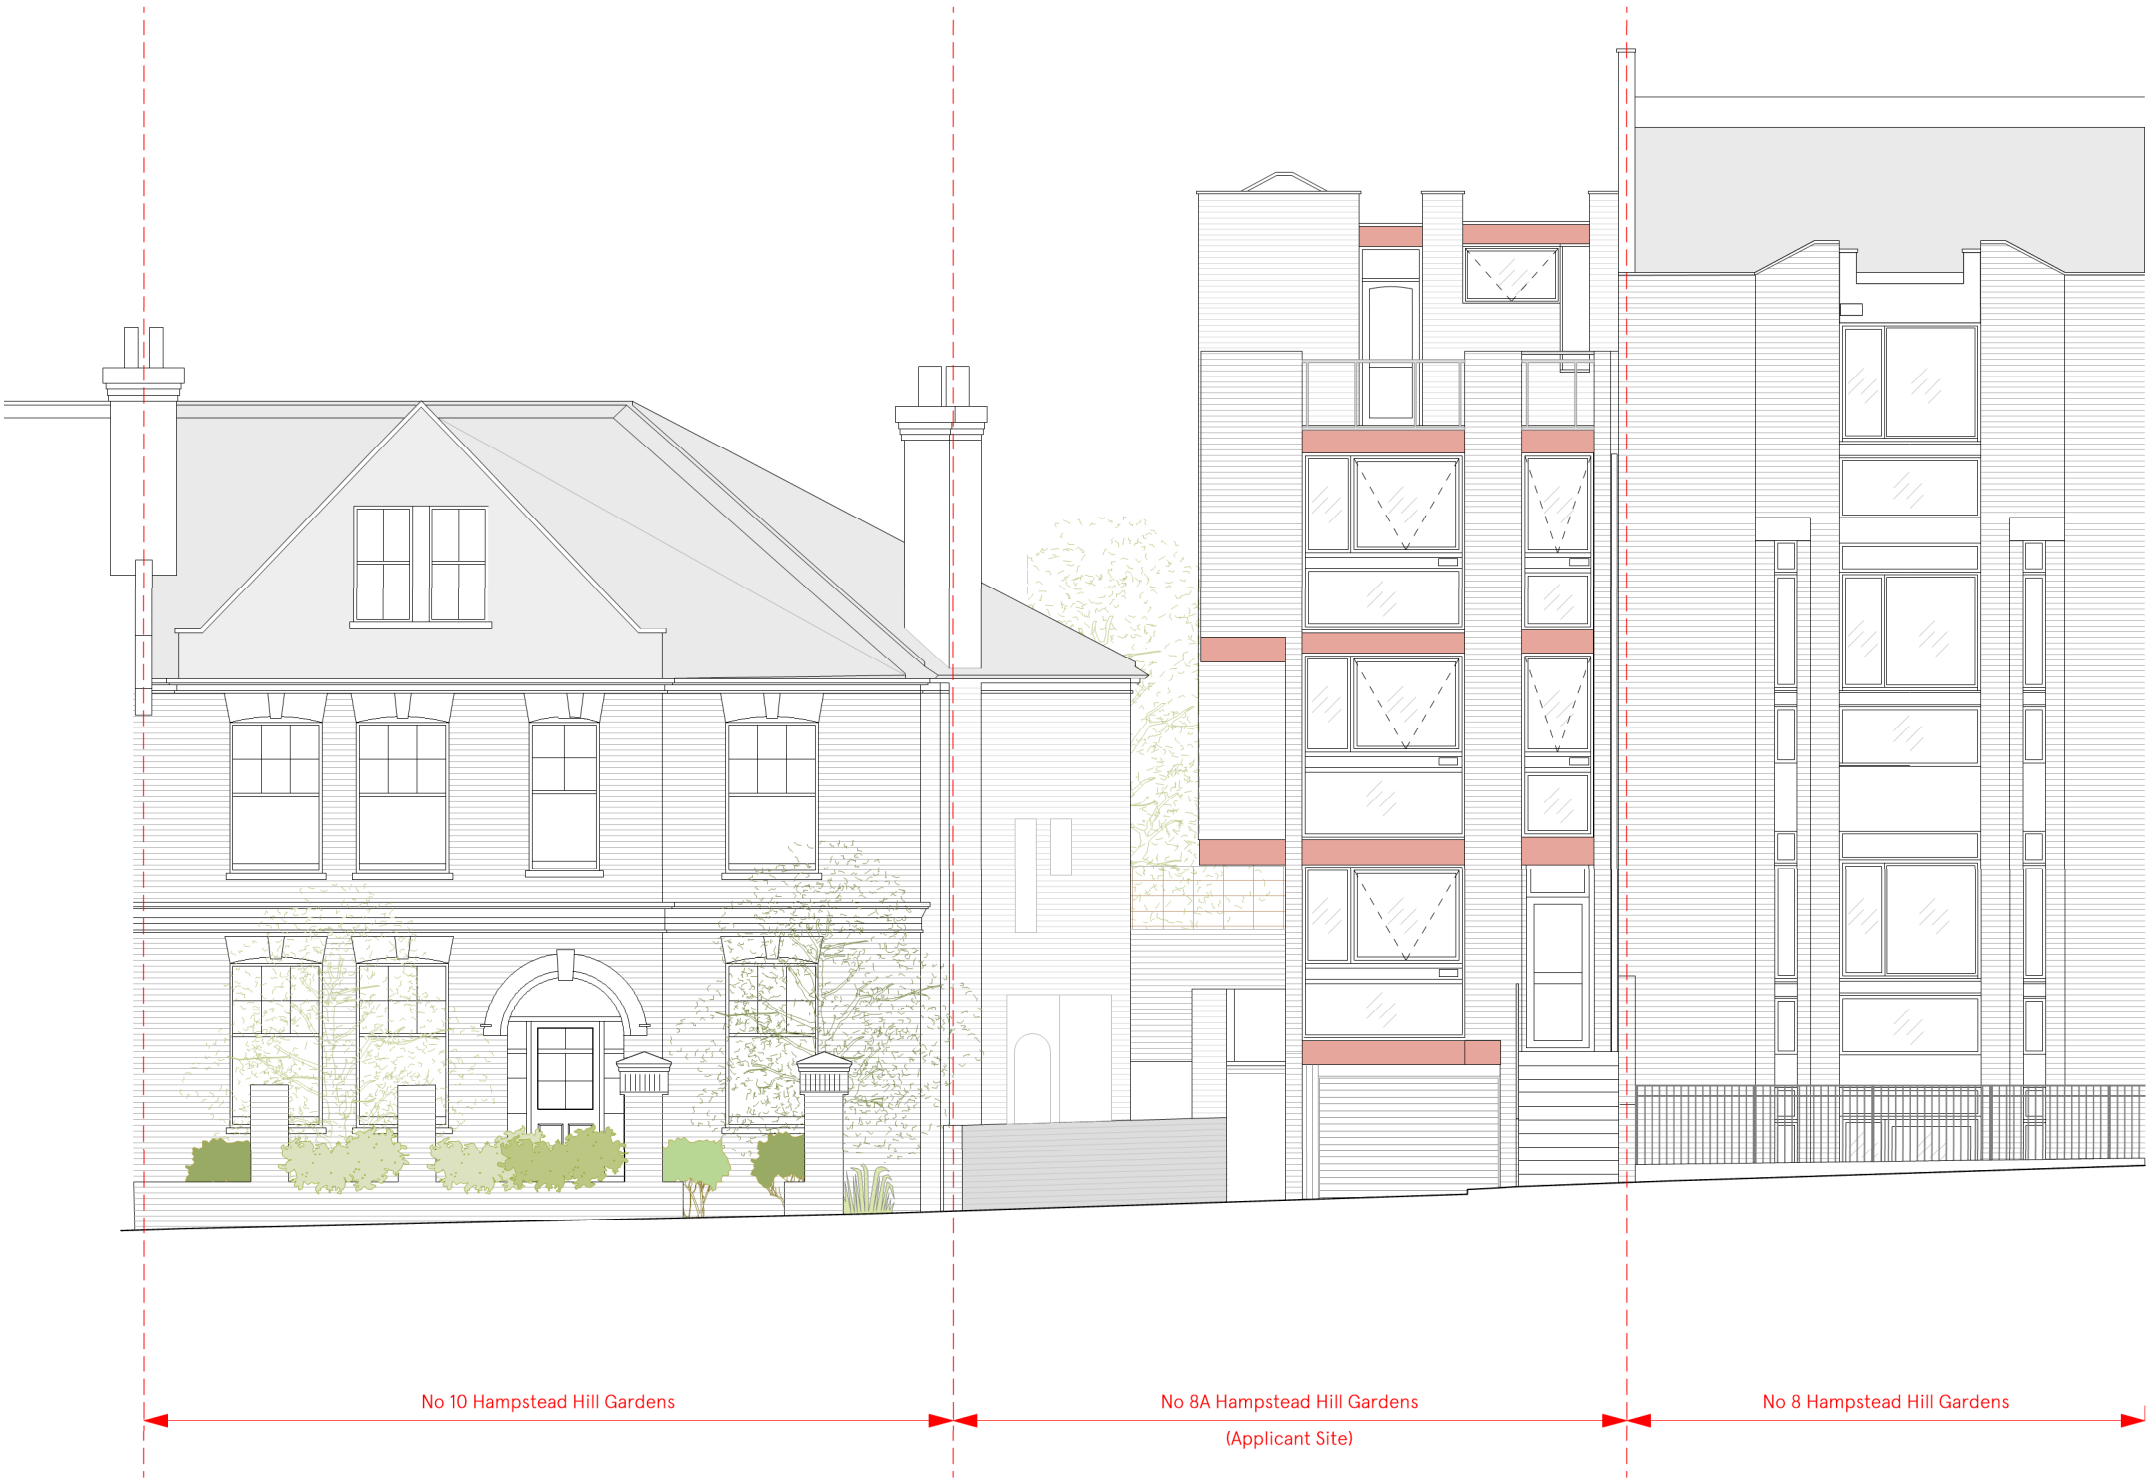 No 10 Hampstead Hill Gardens
No 8A Hampstead Hill Gardens
(Applicant Site)
No 8 Hampstead Hill Gardens